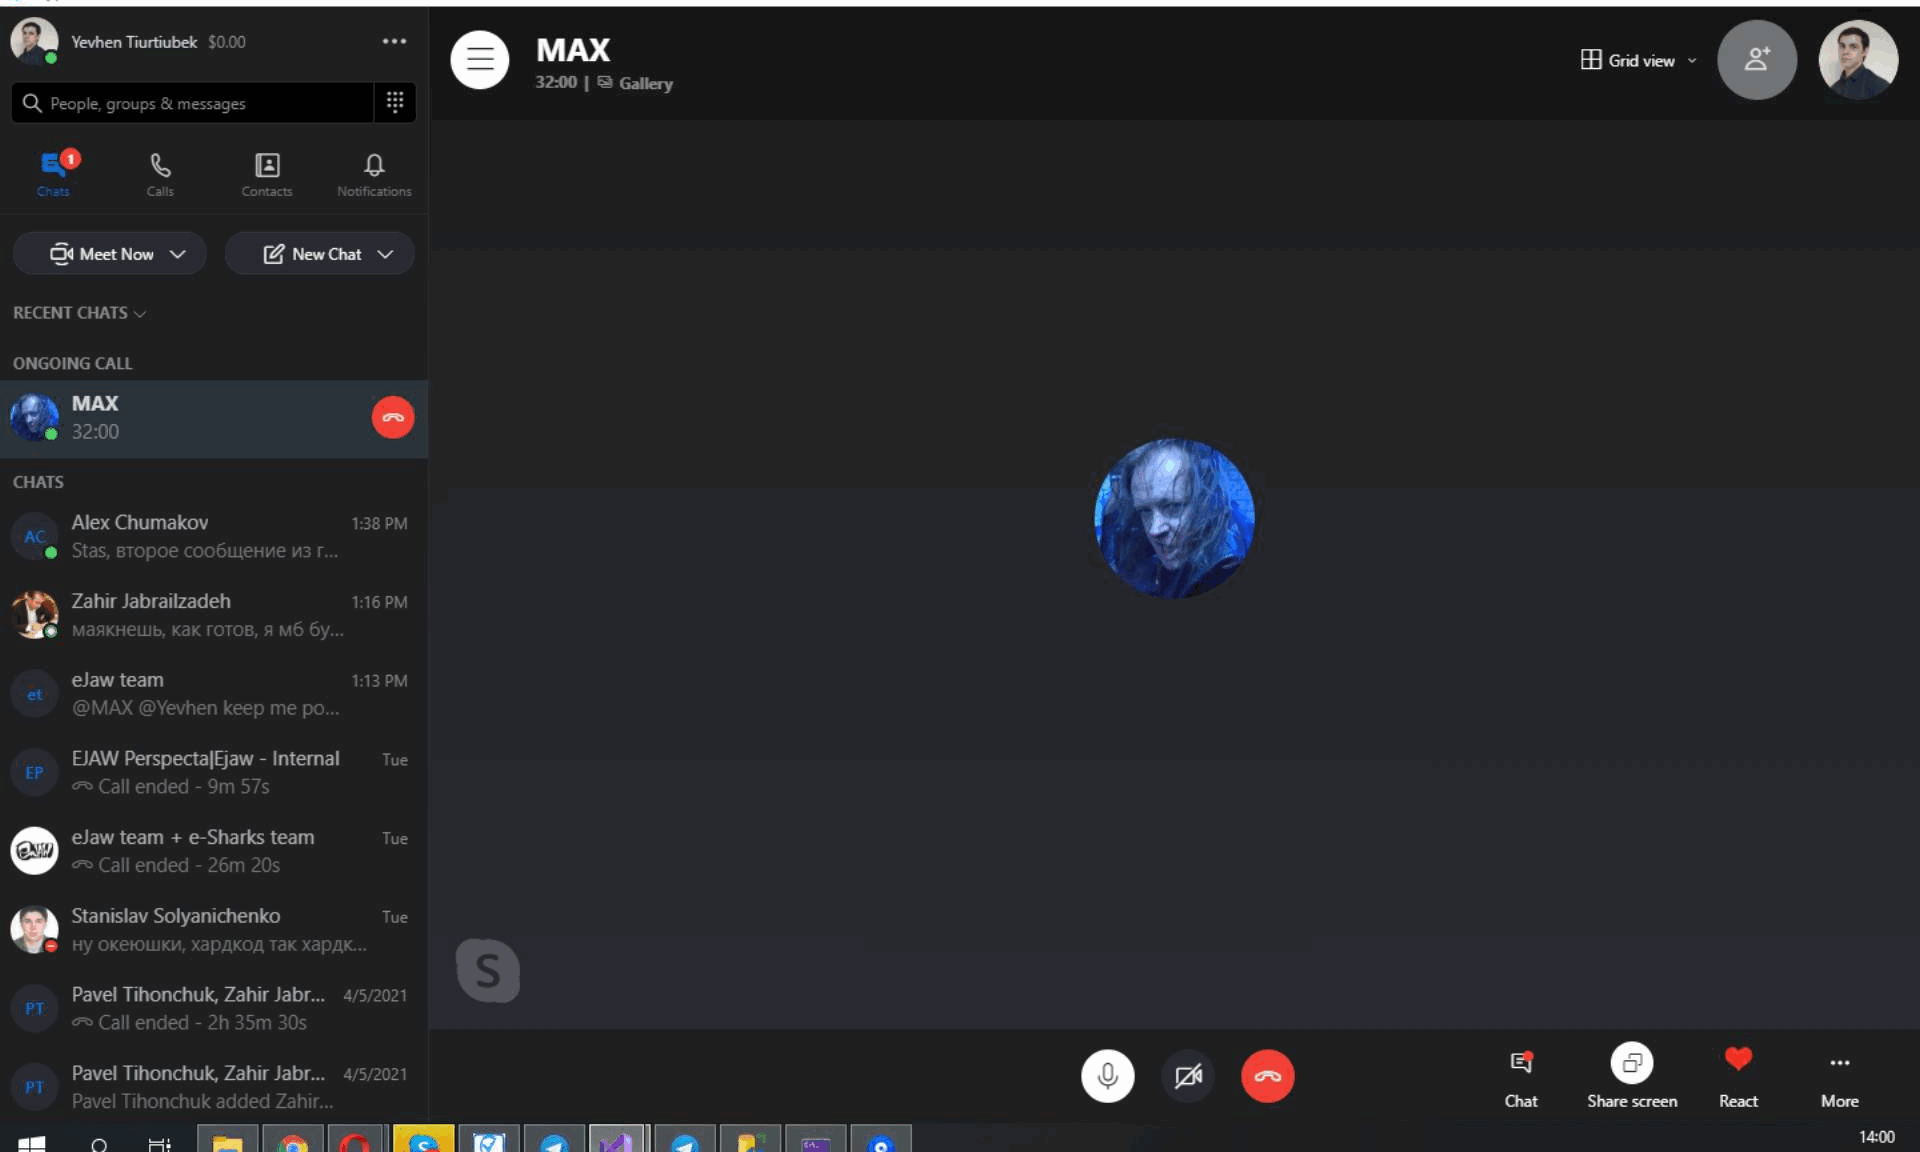 Yevhen Tiurtiubek $0.00
People, groups & messages
1
Chats
Calls
Contacts
Notifications
Meet Now
New Chat
RECENT CHATS
ONGOING CALL
MAX
32:00
CHATS
Alex Chumakov 1:38 PM
AC
Stas, второе сообщение из г...
Zahir Jabrailzadeh 1:16 PM
маякнешь, как готов, я мб бу...
eJaw team 1:13 PM
et
@MAX @Yevhen keep me po...
EJAW Perspecta|Ejaw - Internal Tue
EP
Call ended - 9m 57s
eJaw team + e-Sharks team Tue
Call ended - 26m 20s
Stanislav Solyanichenko Tue
ну океюшки, хардкод так хардк...
Pavel Tihonchuk, Zahir Jabr... 4/5/2021
PT
Call ended - 2h 35m 30s
Pavel Tihonchuk, Zahir Jabr... 4/5/2021
PT
Pavel Tihonchuk added Zahir...
MAX
32:00 | Gallery
Grid view
S
Chat
Share screen
React
More
14:00